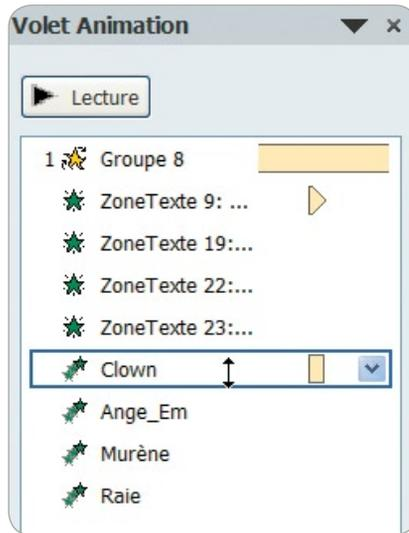 Volet Animation
Lecture
1 Groupe 8
ZoneTexte 9: ...
ZoneTexte 19:...
ZoneTexte 22:...
ZoneTexte 23:...
Clown
Ange_Em
Murène
Raie